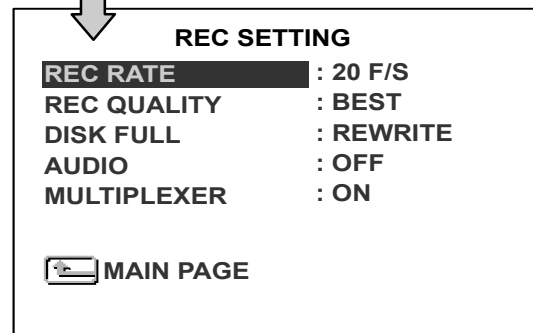 REC SETTING
REC RATE : 20 F/S
REC QUALITY : BEST
DISK FULL : REWRITE
AUDIO : OFF
MULTIPLEXER : ON
MAIN PAGE